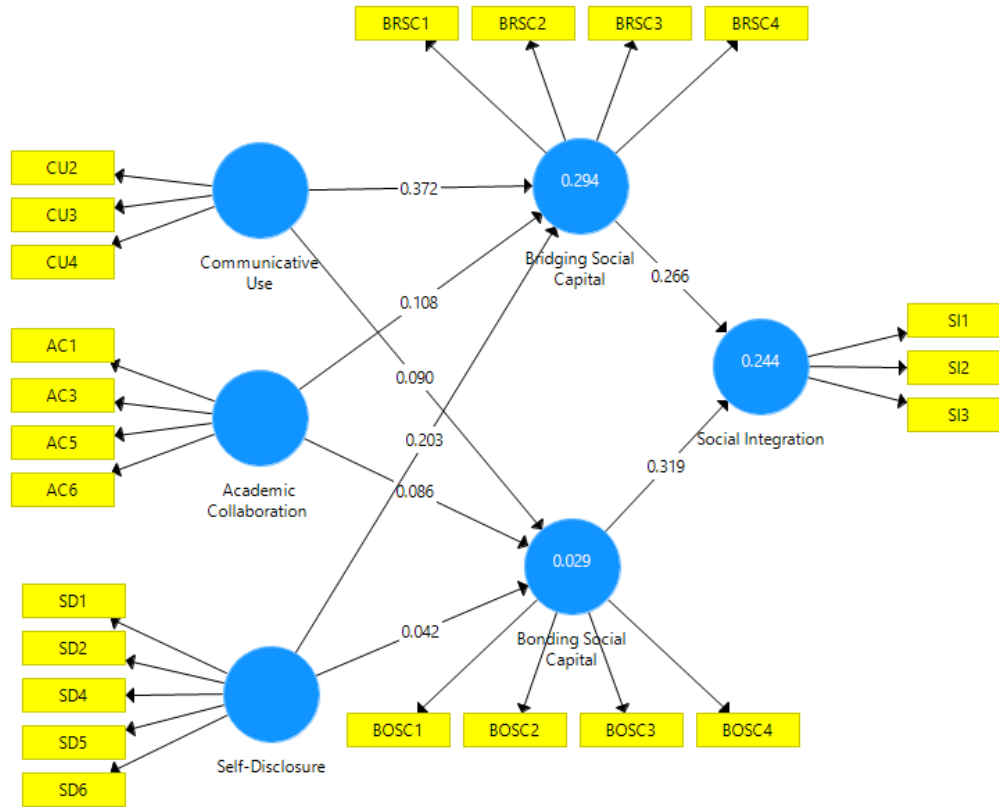 BRSC1
BRSC2
BRSC3
BRSC4
CU2
CU3
CU4
Communicative
Use
0.372
0.294
Bridging Social
Capital
0.108
0.266
AC1
AC3
AC5
AC6
Academic
Collaboration
0.090
0.203
0.086
0.244
Social Integration
SI1
SI2
SI3
0.319
0.029
Bonding Social
Capital
SD1
SD2
SD4
SD5
SD6
Self-Disclosure
0.042
BOSC1
BOSC2
BOSC3
BOSC4